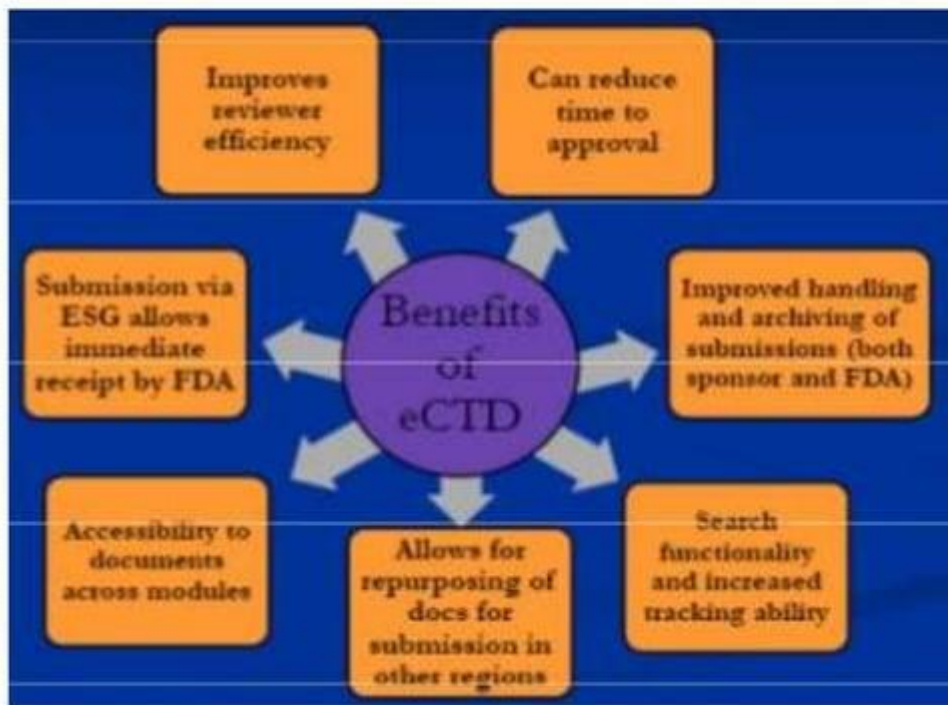 Improves
reviewer
efficiency
Can reduce
time to
approval
Submission via
ESG allows
immediate
receipt by FDA
Benefits
of
eCTD
Improved handling
and archiving of
submissions (both
sponsor and FDA)
Accessibility to
documents
across modules
Allows for
repurposing of
docs for
submission in
other regions
Search
functionality
and increased
tracking ability